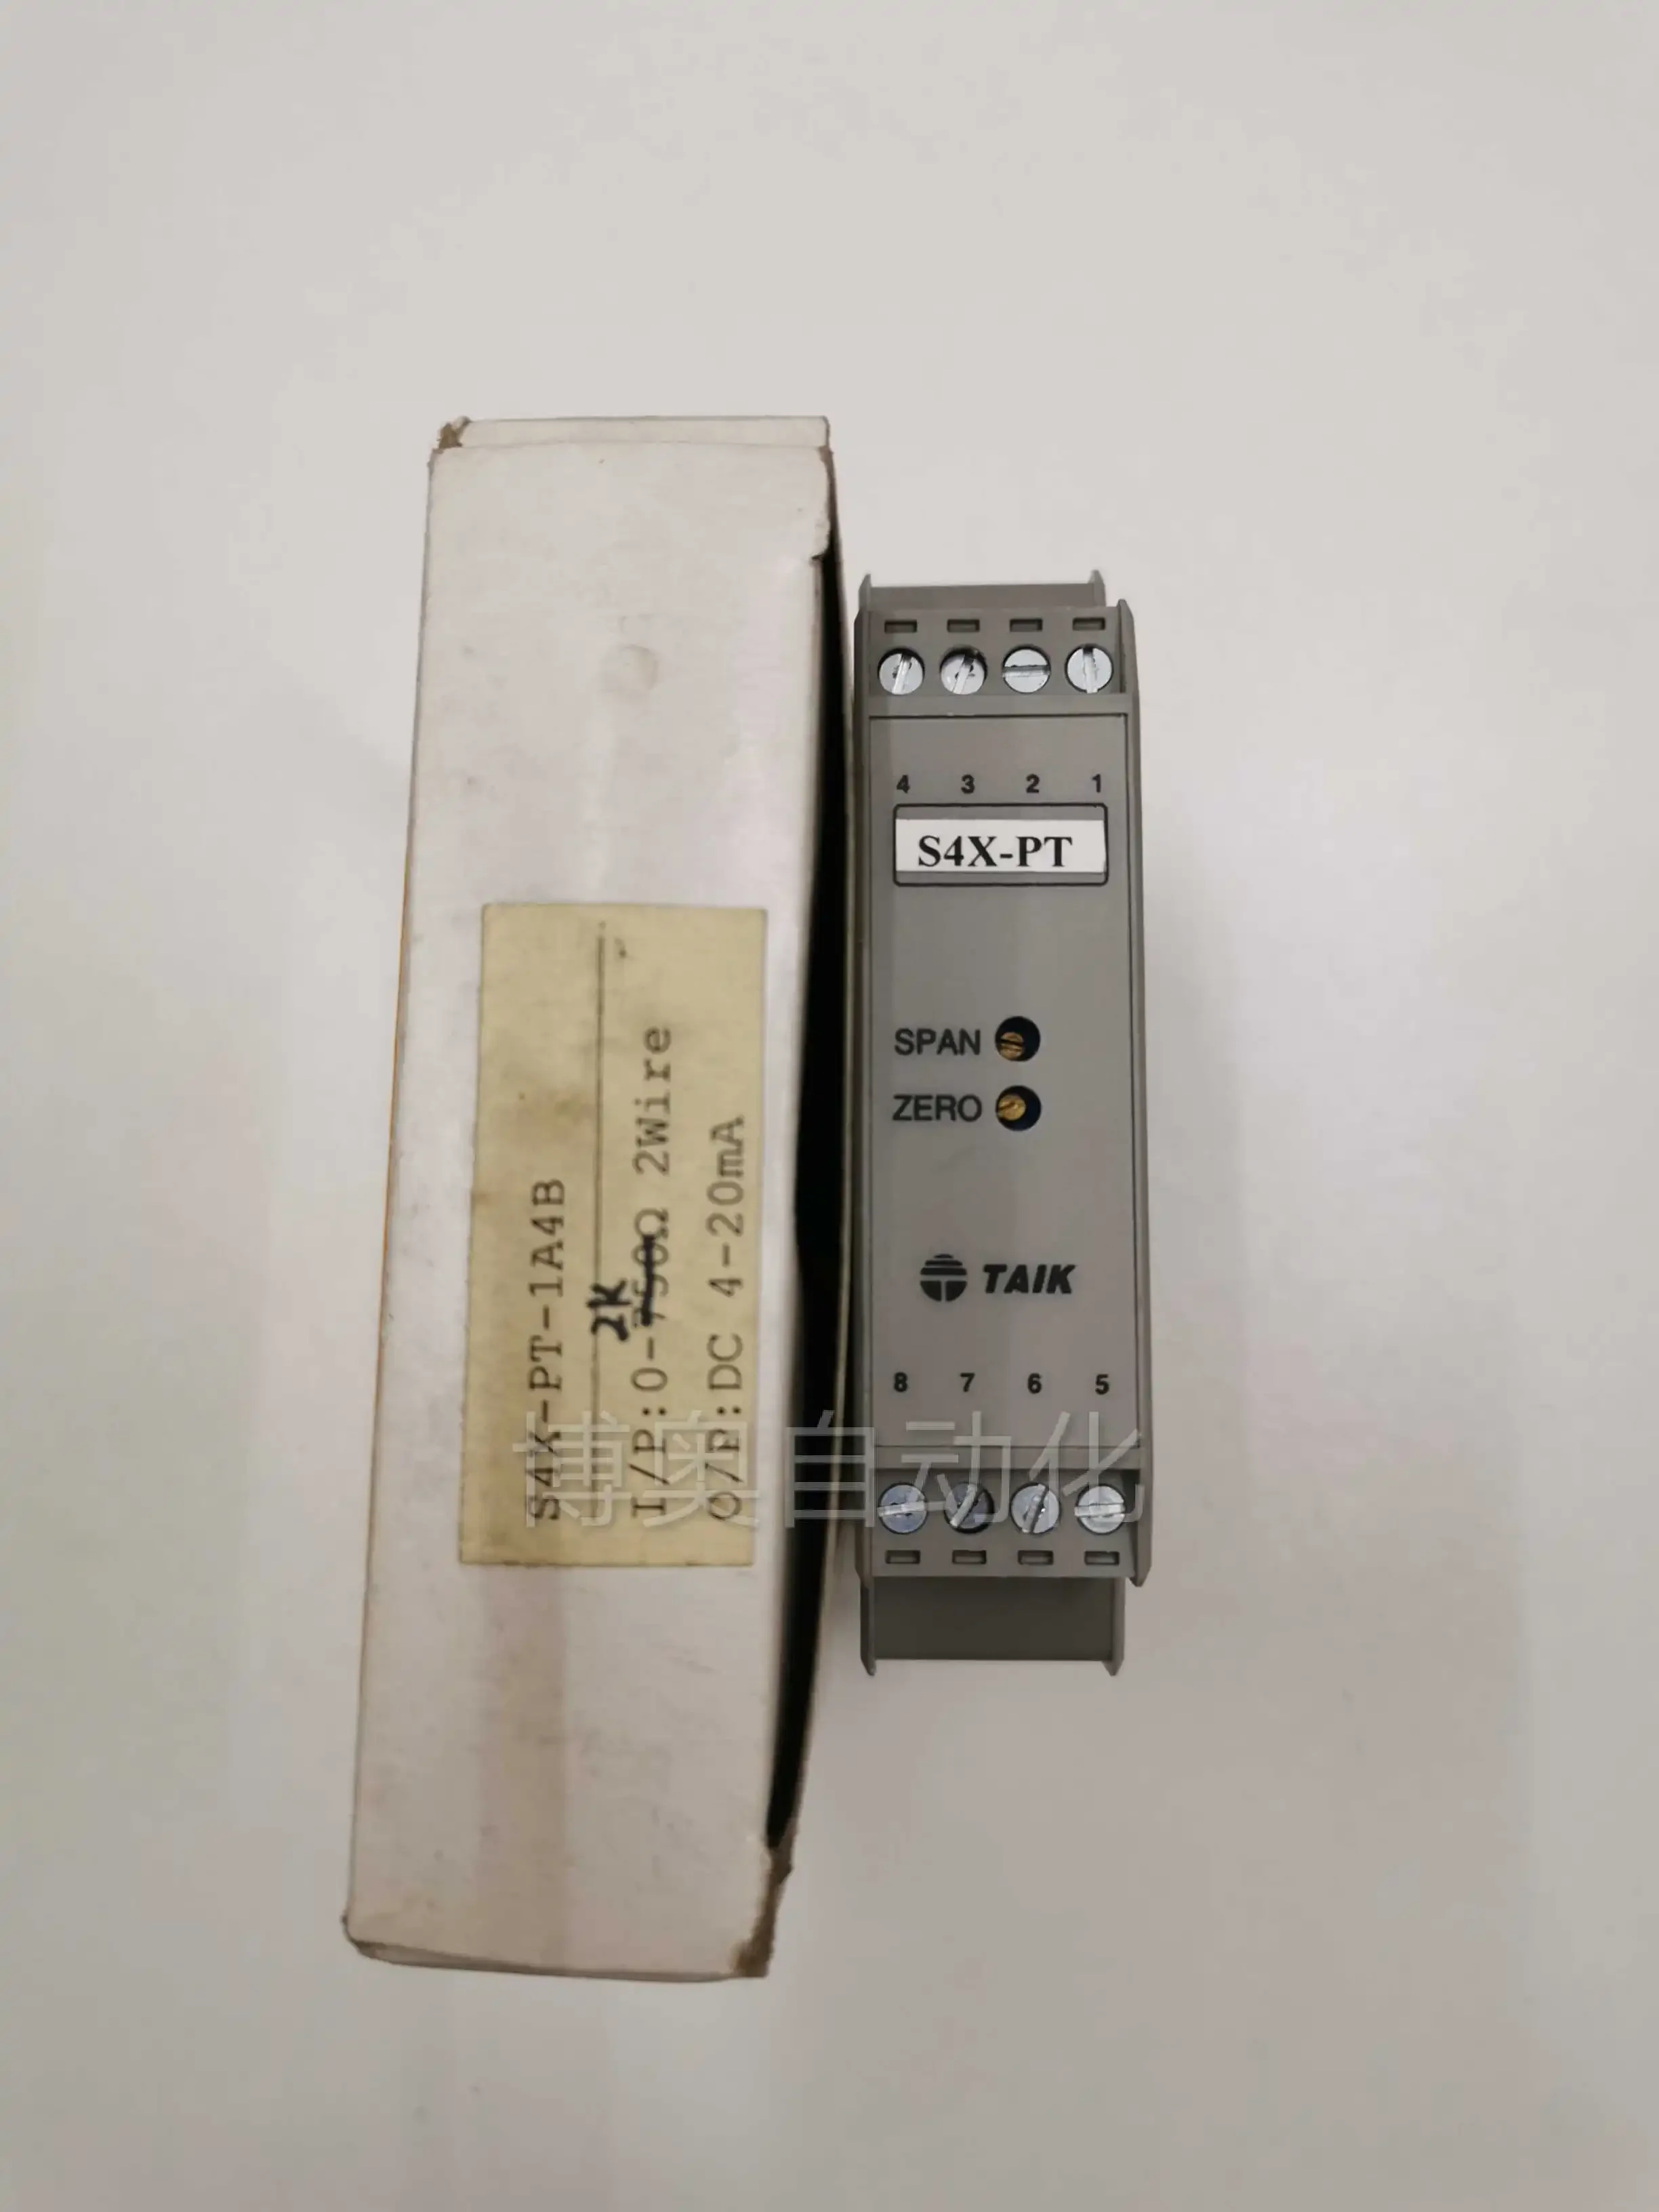 S4X-PT-1A4B
2K
I/P:0-750Ω 2Wire
O/P:DC 4-20mA
4 3 2 1
S4X-PT
SPAN
ZERO
TAIK
8 7 6 5
博奥自动化